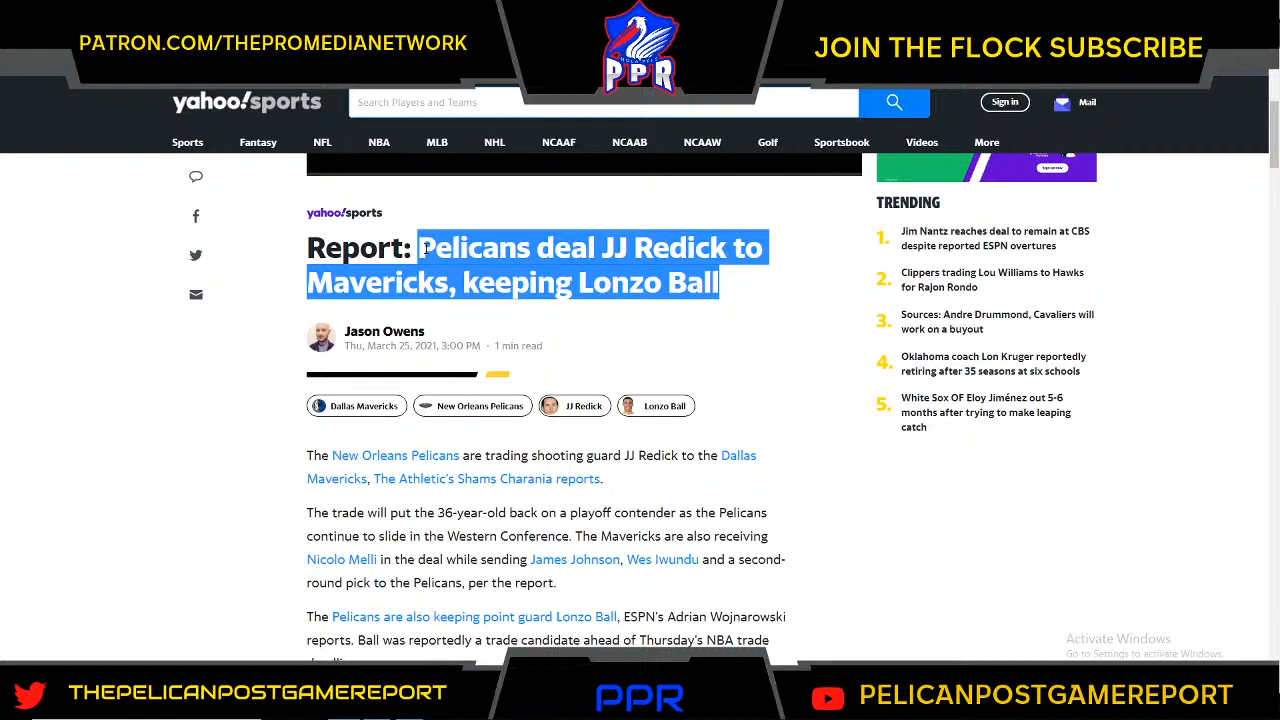 PATRON.COM/THEPROMEDIANETWORK
NOLA PELS
PPR
JOIN THE FLOCK SUBSCRIBE
yahoo!sports
Search Players and Teams
Sign in
Mail
Sports Fantasy NFL NBA MLB NHL NCAAF NCAAB NCAAW Golf Sportsbook Videos More
yahoo!sports
Report: Pelicans deal JJ Redick to
Mavericks, keeping Lonzo Ball
Jason Owens
Thu, March 25, 2021, 3:00 PM · 1 min read
Dallas Mavericks New Orleans Pelicans JJ Redick Lonzo Ball
The New Orleans Pelicans are trading shooting guard JJ Redick to the Dallas
Mavericks, The Athletic's Shams Charania reports.
The trade will put the 36-year-old back on a playoff contender as the Pelicans
continue to slide in the Western Conference. The Mavericks are also receiving
Nicolo Melli in the deal while sending James Johnson, Wes Iwundu and a second-
round pick to the Pelicans, per the report.
The Pelicans are also keeping point guard Lonzo Ball, ESPN's Adrian Wojnarowski
reports. Ball was reportedly a trade candidate ahead of Thursday's NBA trade
TRENDING
1. Jim Nantz reaches deal to remain at CBS
despite reported ESPN overtures
2. Clippers trading Lou Williams to Hawks
for Rajon Rondo
3. Sources: Andre Drummond, Cavaliers will
work on a buyout
4. Oklahoma coach Lon Kruger reportedly
retiring after 35 seasons at six schools
5. White Sox OF Eloy Jiménez out 5-6
months after trying to make leaping
catch
Activate Windows
Go to Settings to activate Windows.
THEPELICANPOSTGAMEREPORT
PPR
PELICANPOSTGAMEREPORT